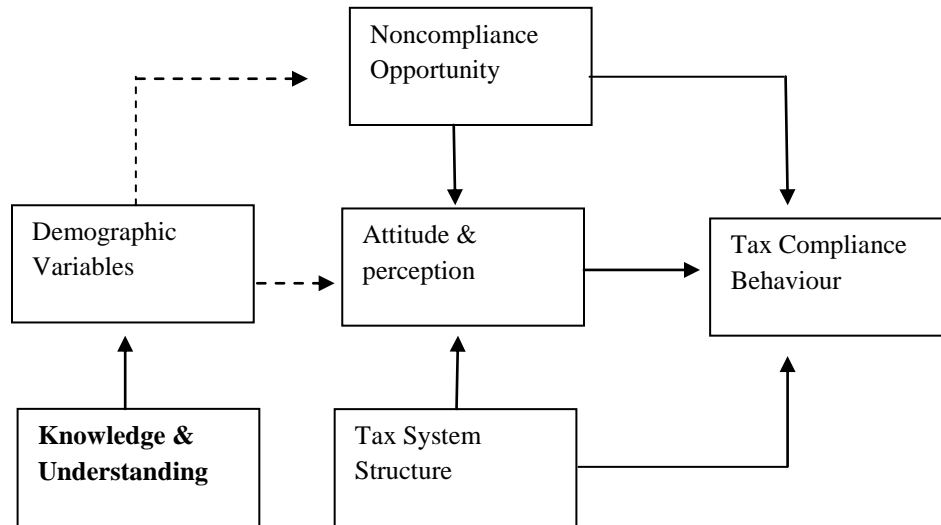 Noncompliance
Opportunity
Demographic
Variables
Attitude &
perception
Tax Compliance
Behaviour
Knowledge &
Understanding
Tax System
Structure